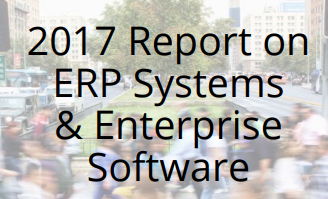 2017 Report on
ERP Systems
& Enterprise
Software